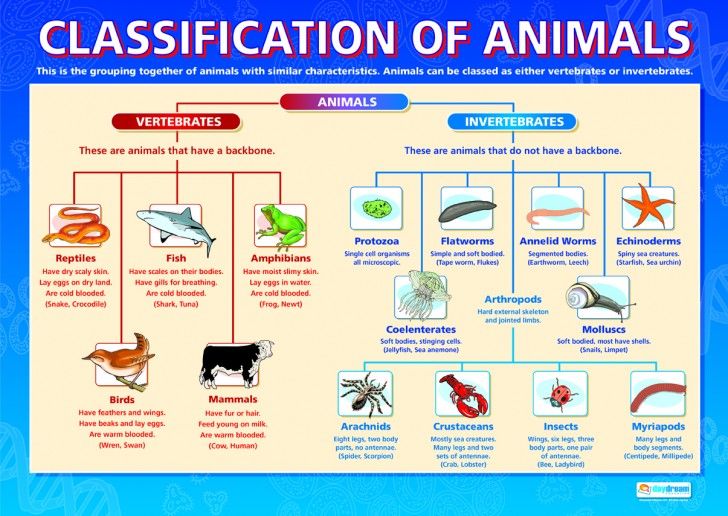 CLASSIFICATION OF ANIMALS
This is the grouping together of animals with similar characteristics. Animals can be classed as either vertebrates or invertebrates.
ANIMALS
VERTEBRATES
These are animals that have a backbone.
Reptiles
Have dry scaly skin.
Lay eggs on dry land.
Are cold blooded.
(Snake, Crocodile)
Fish
Have scales on their bodies.
Have gills for breathing.
Are cold blooded.
(Shark, Tuna)
Amphibians
Have moist slimy skin.
Lay eggs in water.
Are cold blooded.
(Frog, Newt)
Birds
Have feathers and wings.
Have beaks and lay eggs.
Are warm blooded.
(Wren, Swan)
Mammals
Have fur or hair.
Feed young on milk.
Are warm blooded.
(Cow, Human)
INVERTEBRATES
These are animals that do not have a backbone.
Protozoa
Single cell organisms
all microscopic.
Flatworms
Simple and soft bodied.
(Tape worm, Flukes)
Annelid Worms
Segmented bodies.
(Earthworm, Leech)
Echinoderms
Spiny sea creatures.
(Starfish, Sea urchin)
Coelenterates
Soft bodies, stinging cells.
(Jellyfish, Sea anemone)
Arthropods
Hard external skeleton
and jointed limbs.
Molluscs
Soft bodied, most have shells.
(Snails, Limpet)
Arachnids
Eight legs, two body
parts, no antennae.
(Spider, Scorpion)
Crustaceans
Mostly sea creatures.
Many legs and two
sets of antennae.
(Crab, Lobster)
Insects
Wings, six legs, three
body parts, one pair
of antennae.
(Bee, Ladybird)
Myriapods
Many legs and
body segments.
(Centipede, Millipede)
daydream